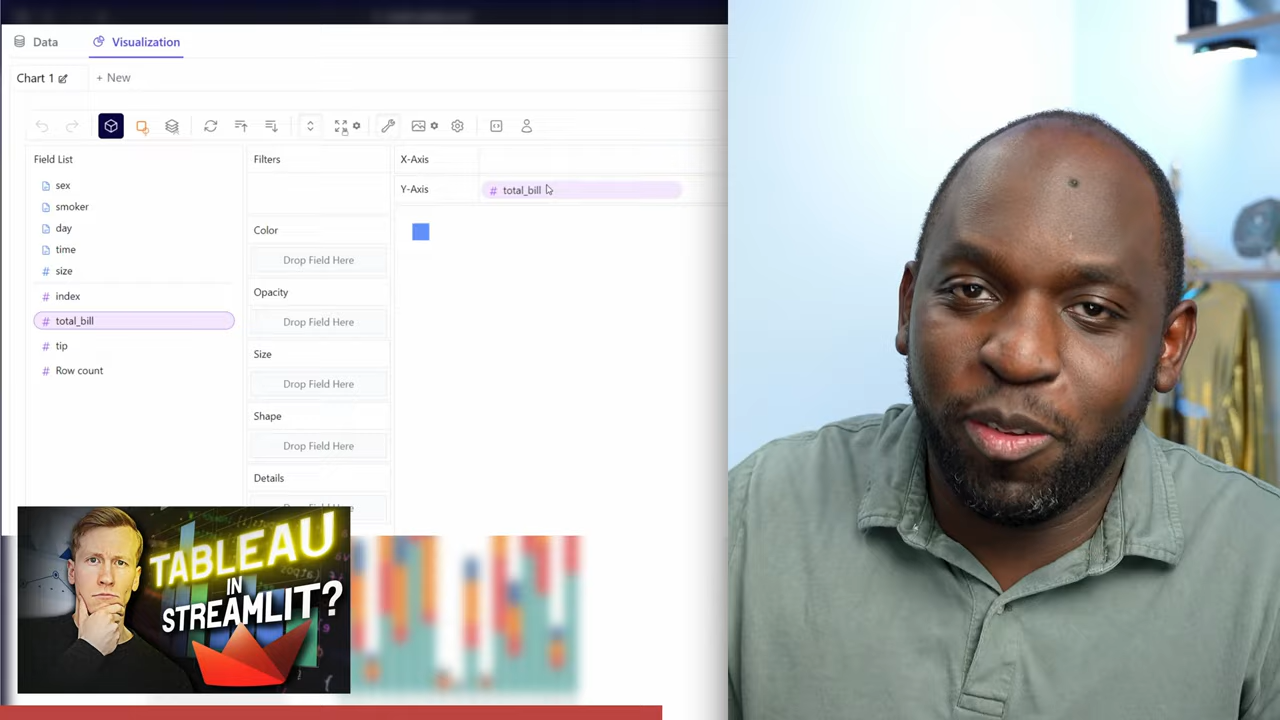 Data
Visualization
Chart 1
+ New
Field List
sex
smoker
day
time
size
index
total_bill
tip
Row count
Filters
Color
Drop Field Here
Opacity
Drop Field Here
Size
Drop Field Here
Shape
Drop Field Here
Details
X-Axis
Y-Axis
# total_bill
TABLEAU
IN
STREAMLIT?